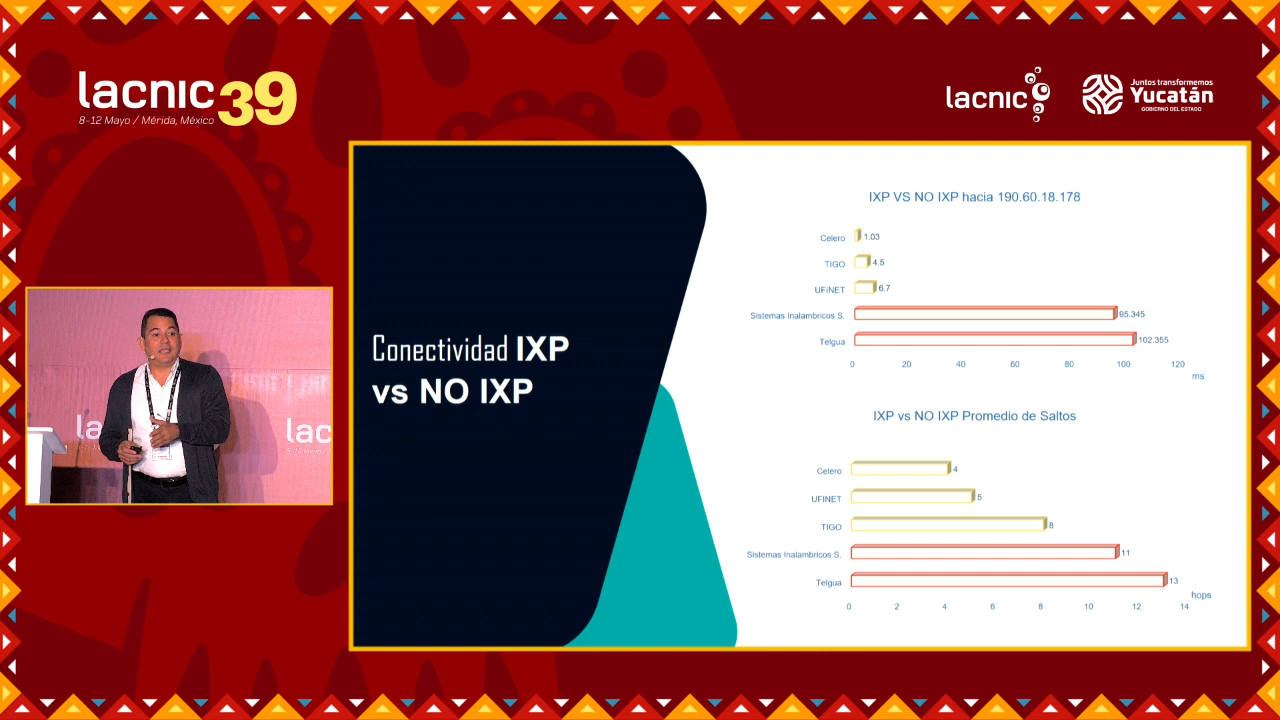 lacnic39
8-12 Mayo / Mérida, México
lacnic
Juntos transformemos
Yucatán
GOBIERNO DEL ESTADO
Conectividad IXP
vs NO IXP
IXP VS NO IXP hacia 190.60.18.178
Celero 1.03
TIGO 4.5
UFINET 6.7
Sistemas Inalambricos S. 95.345
Telgua 102.355
0 20 40 60 80 100 120
ms
IXP vs NO IXP Promedio de Saltos
Celero 4
UFINET 5
TIGO 8
Sistemas Inalambricos S. 11
Telgua 13
hops
0 2 4 6 8 10 12 14
la
lac